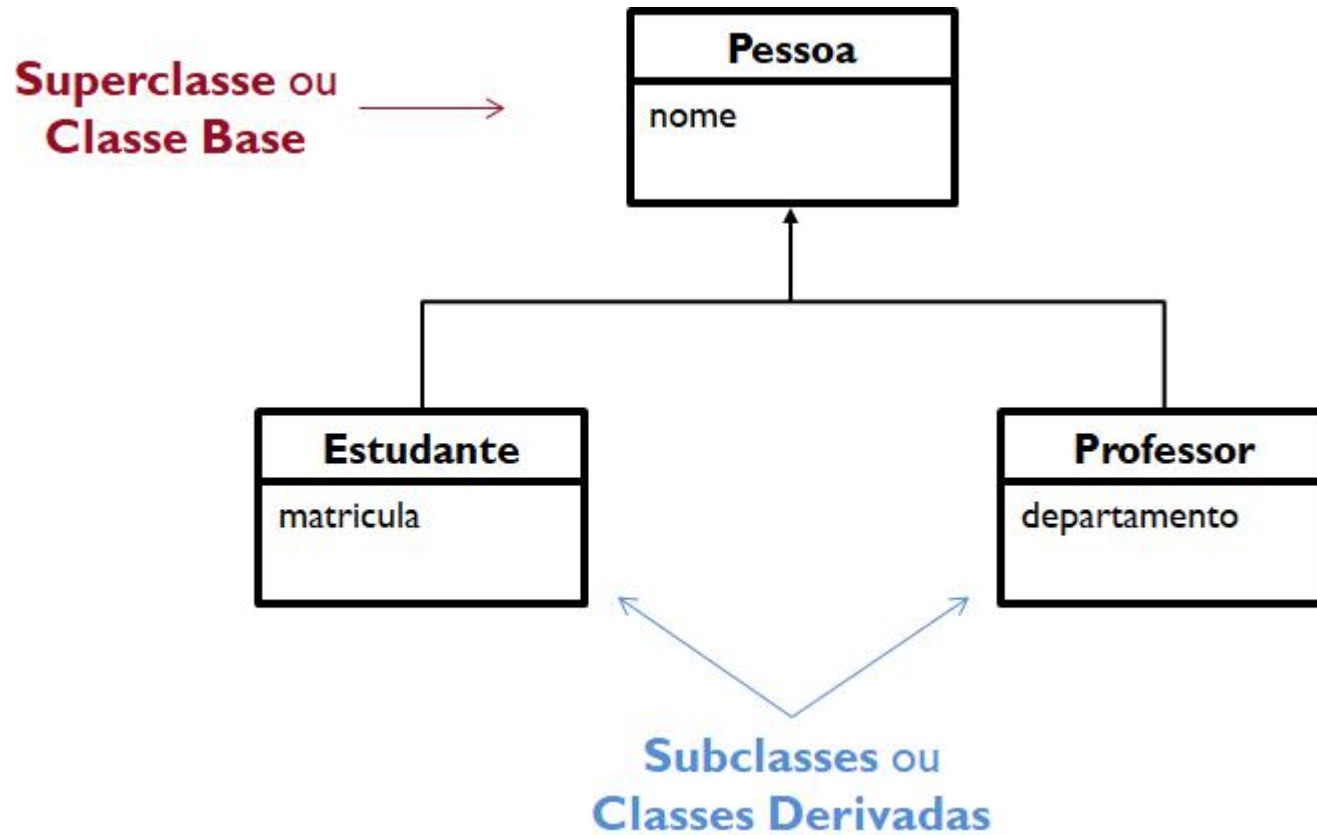 Pessoa
nome
Superclasse ou
Classe Base
Estudante
matricula
Professor
departamento
Subclasses ou
Classes Derivadas